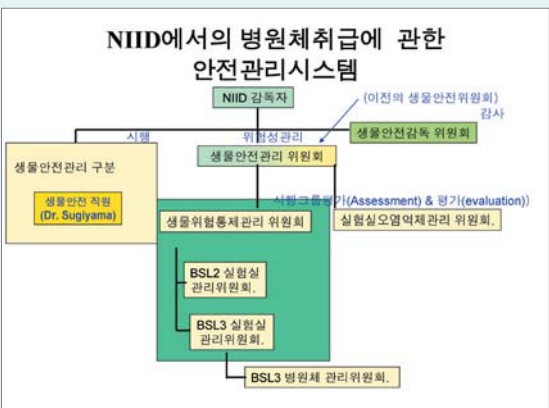 NIID에서의 병원체취급에 관한
안전관리시스템
NIID 감독자
(이전의 생물안전위원회)
감사
시행
위험성관리
생물안전감독 위원회
생물안전관리 구분
생물안전관리 위원회
생물안전 직원
(Dr. Sugiyama)
시행그룹평가(Assessment) & 평가(evaluation))
생물위험통제관리 위원회
실험실오염억제관리 위원회.
BSL2 실험실
관리위원회.
BSL3 실험실
관리위원회.
BSL3 병원체 관리위원회.